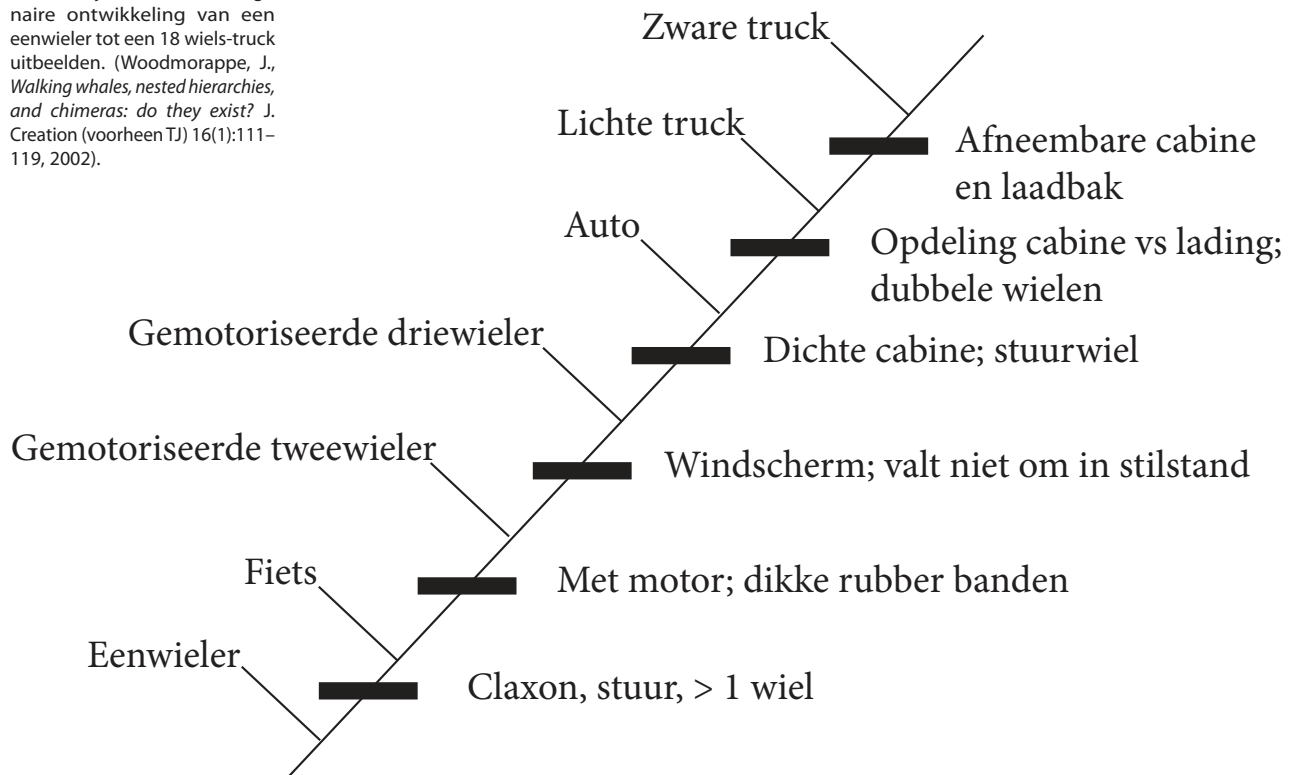 naire ontwikkeling van een
eenwieler tot een 18 wiels-truck
uitbeelden. (Woodmorappe, J.,
Walking whales, nested hierarchies,
and chimeras: do they exist? J.
Creation (voorheen TJ) 16(1):111–
119, 2002).
Zware truck
Lichte truck
Afneembare cabine
en laadbak
Auto
Opdeling cabine vs lading;
dubbele wielen
Gemotoriseerde driewieler
Dichte cabine; stuurwiel
Gemotoriseerde tweewieler
Windscherm; valt niet om in stilstand
Fiets
Met motor; dikke rubber banden
Eenwieler
Claxon, stuur, > 1 wiel